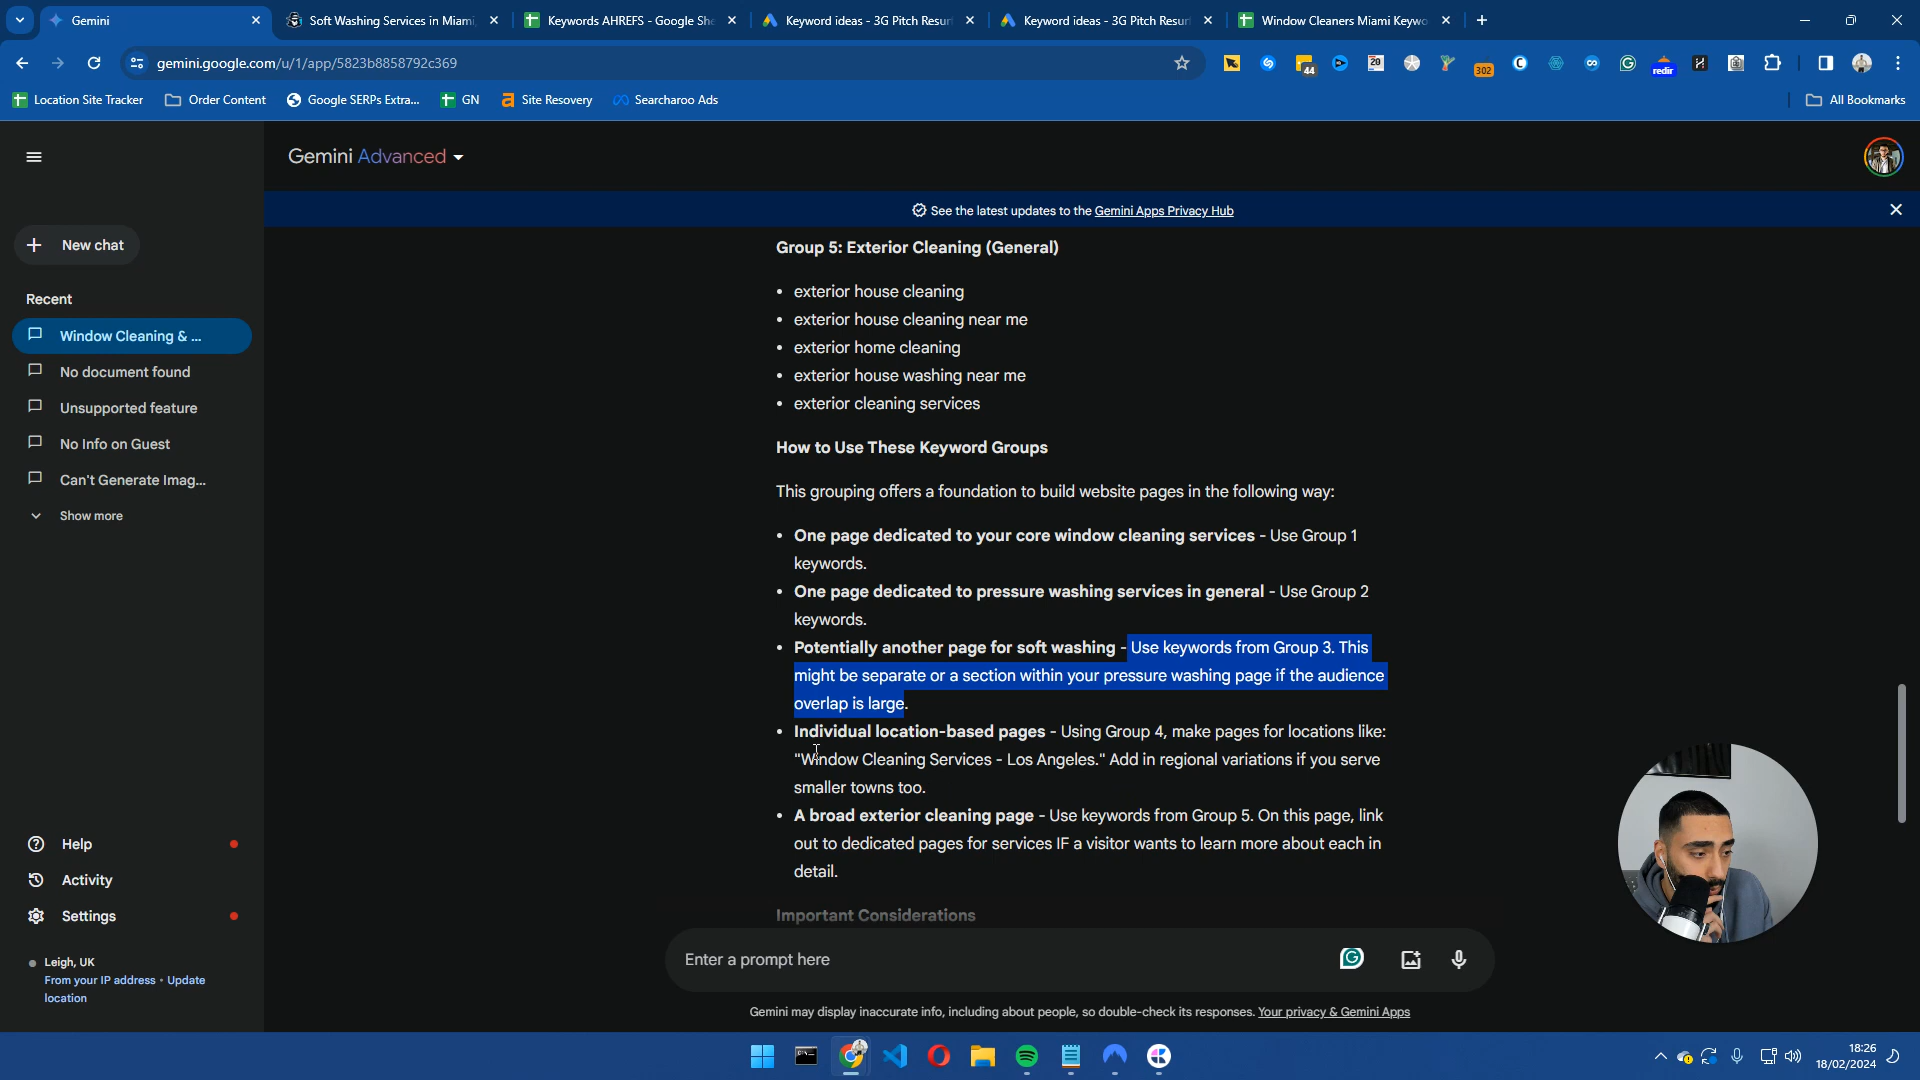 Gemini
Soft Washing Services in Miami,
Keywords AHREFS - Google She
Keyword ideas - 3G Pitch Resurf
Keyword ideas - 3G Pitch Resurf
Window Cleaners Miami Keywo
gemini.google.com/u/1/app/5823b8858792c369
44
20
302
redir
Location Site Tracker
Order Content
Google SERPs Extra...
GN
Site Recovery
Searcharoo Ads
All Bookmarks
Gemini Advanced
See the latest updates to the Gemini Apps Privacy Hub
New chat
Recent
Window Cleaning & ...
No document found
Unsupported feature
No Info on Guest
Can't Generate Imag...
Show more
Help
Activity
Settings
Leigh, UK
From your IP address • Update
location
Group 5: Exterior Cleaning (General)
• exterior house cleaning
• exterior house cleaning near me
• exterior home cleaning
• exterior house washing near me
• exterior cleaning services
How to Use These Keyword Groups
This grouping offers a foundation to build website pages in the following way:
• One page dedicated to your core window cleaning services - Use Group 1
keywords.
• One page dedicated to pressure washing services in general - Use Group 2
keywords.
• Potentially another page for soft washing - Use keywords from Group 3. This
might be separate or a section within your pressure washing page if the audience
overlap is large.
• Individual location-based pages - Using Group 4, make pages for locations like:
"Window Cleaning Services - Los Angeles." Add in regional variations if you serve
smaller towns too.
• A broad exterior cleaning page - Use keywords from Group 5. On this page, link
out to dedicated pages for services IF a visitor wants to learn more about each in
detail.
Important Considerations
Enter a prompt here
Gemini may display inaccurate info, including about people, so double-check its responses. Your privacy & Gemini Apps
18:26
18/02/2024